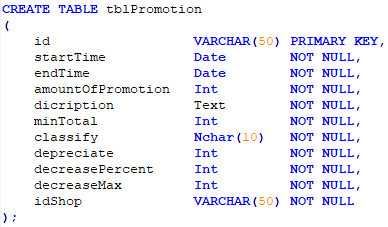 CREATE TABLE tblPromotion
(
id VARCHAR(50) PRIMARY KEY,
startTime Date NOT NULL,
endTime Date NOT NULL,
amountOfPromotion Int NOT NULL,
dicription Text NOT NULL,
minTotal Int NOT NULL,
classify Nchar(10) NOT NULL,
depreciate Int NOT NULL,
decreasePercent Int NOT NULL,
decreaseMax Int NOT NULL,
idShop VARCHAR(50) NOT NULL
);